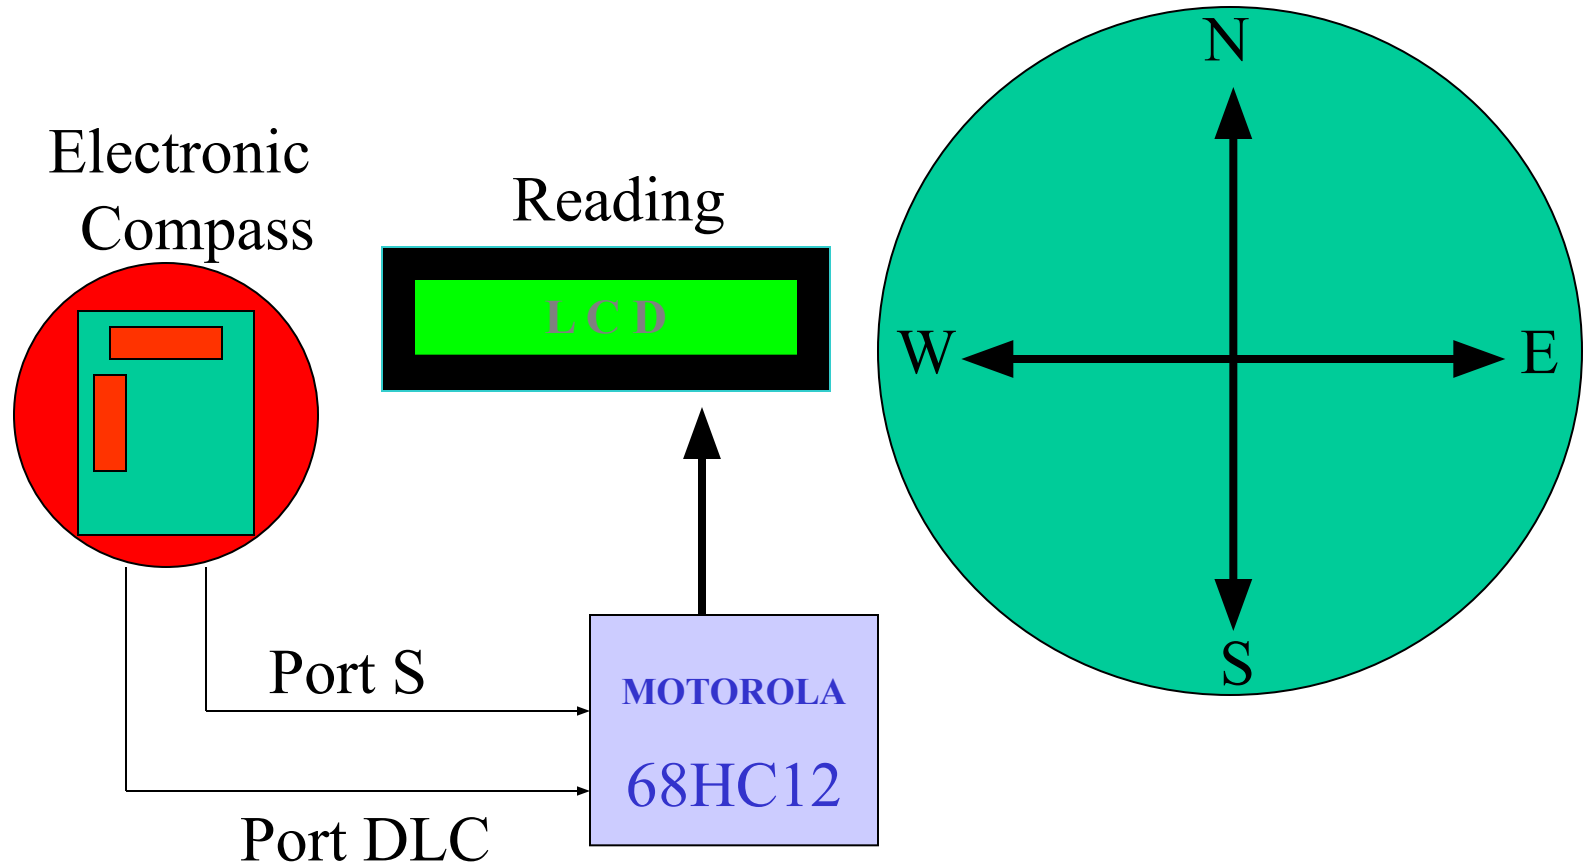 Electronic
Compass
Reading
L C D
N
W
E
S
Port S
MOTOROLA
68HC12
Port DLC